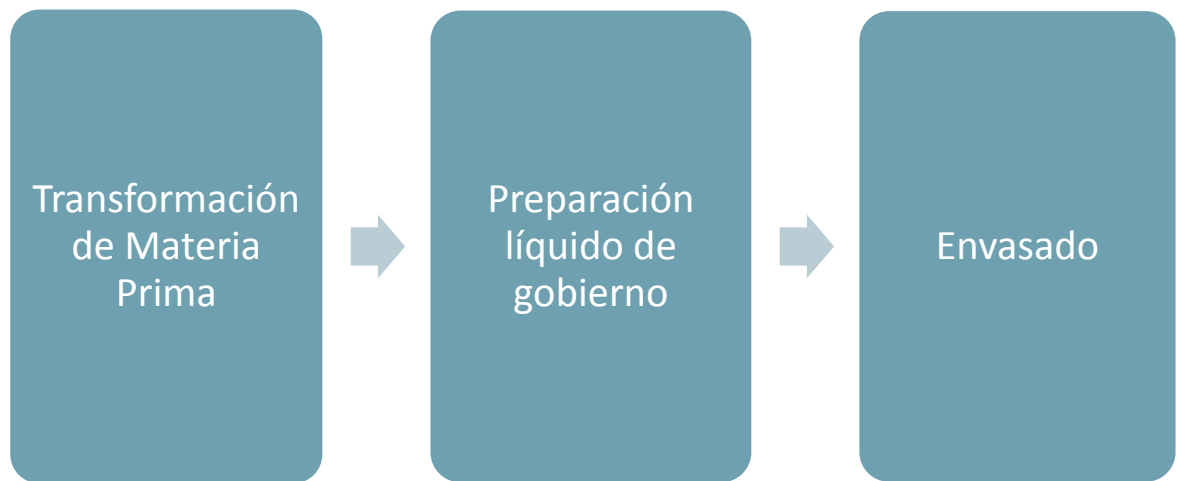 Transformación
de Materia
Prima
Preparación
líquido de
gobierno
Envasado